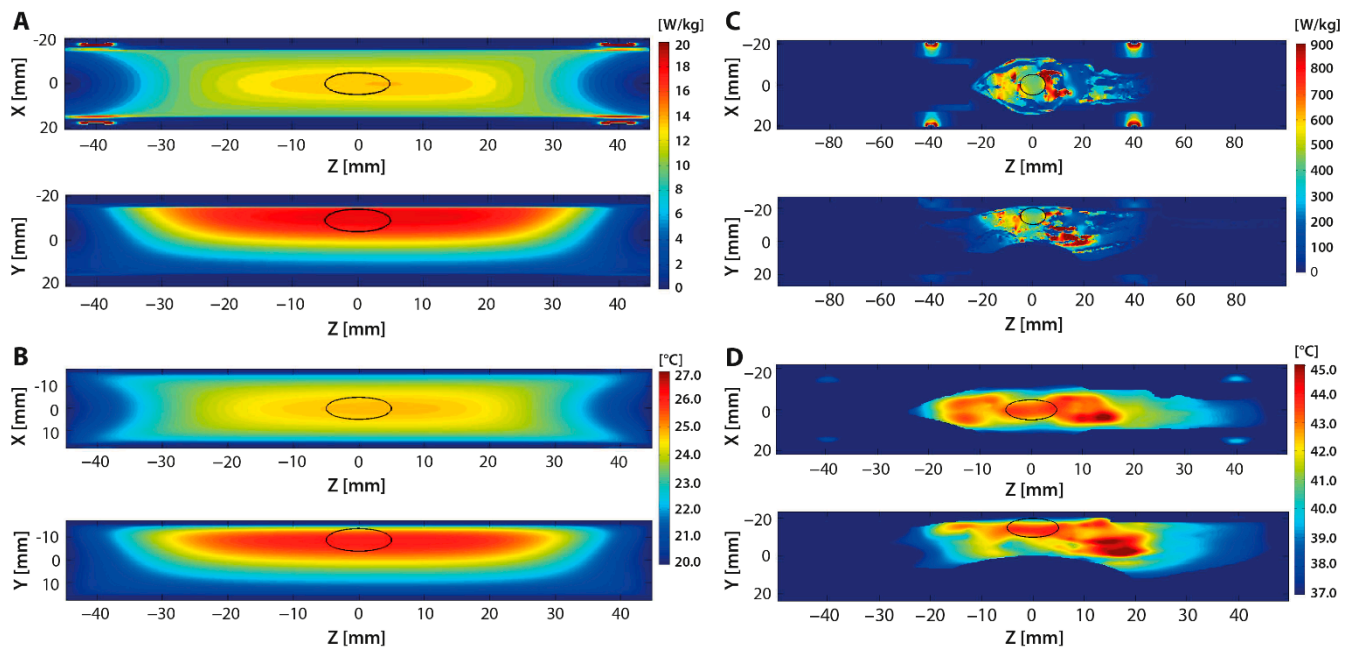 A
[W/kg]
20
18
16
14
12
10
8
6
4
2
0
X [mm]
-20
0
20
−40 −30 −20 −10 0 10 20 30 40
Z [mm]
Y [mm]
-20
0
20
−40 −30 −20 −10 0 10 20 30 40
Z [mm]
B
[°C]
27.0
26.0
25.0
24.0
23.0
22.0
21.0
20.0
X [mm]
-10
0
10
−40 −30 −20 −10 0 10 20 30 40
Z [mm]
Y [mm]
-10
0
10
−40 −30 −20 −10 0 10 20 30 40
Z [mm]
C
[W/kg]
900
800
700
600
500
400
300
200
100
0
X [mm]
−20
0
20
−80 −60 −40 −20 0 20 40 60 80
Z [mm]
Y [mm]
−20
0
20
−80 −60 −40 −20 0 20 40 60 80
Z [mm]
D
[°C]
45.0
44.0
43.0
42.0
41.0
40.0
39.0
38.0
37.0
X [mm]
−20
0
20
−40 −30 −20 −10 0 10 20 30 40
Z [mm]
Y [mm]
−20
0
20
−40 −30 −20 −10 0 10 20 30 40
Z [mm]